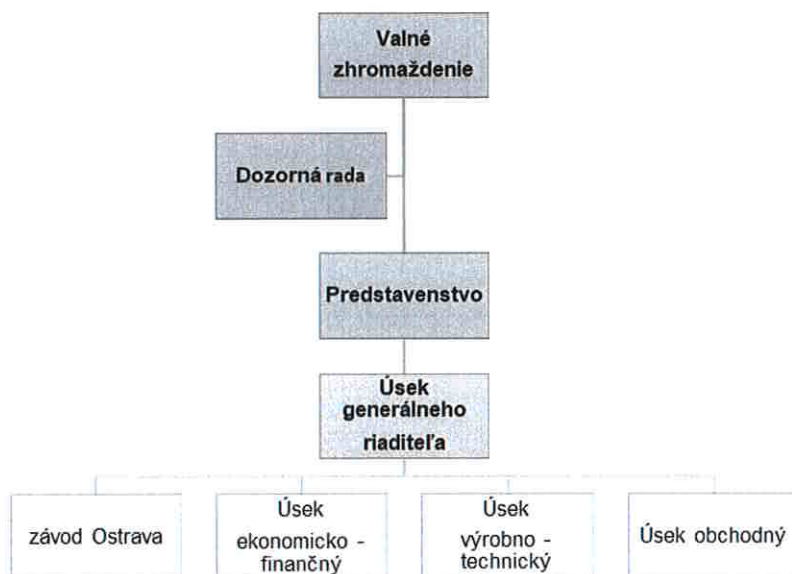 Valné
zhromaždenie
Dozorná rada
Predstavenstvo
Úsek
generálneho
riaditeľa
závod Ostrava
Úsek
ekonomicko -
finančný
Úsek
výrobno -
technický
Úsek obchodný